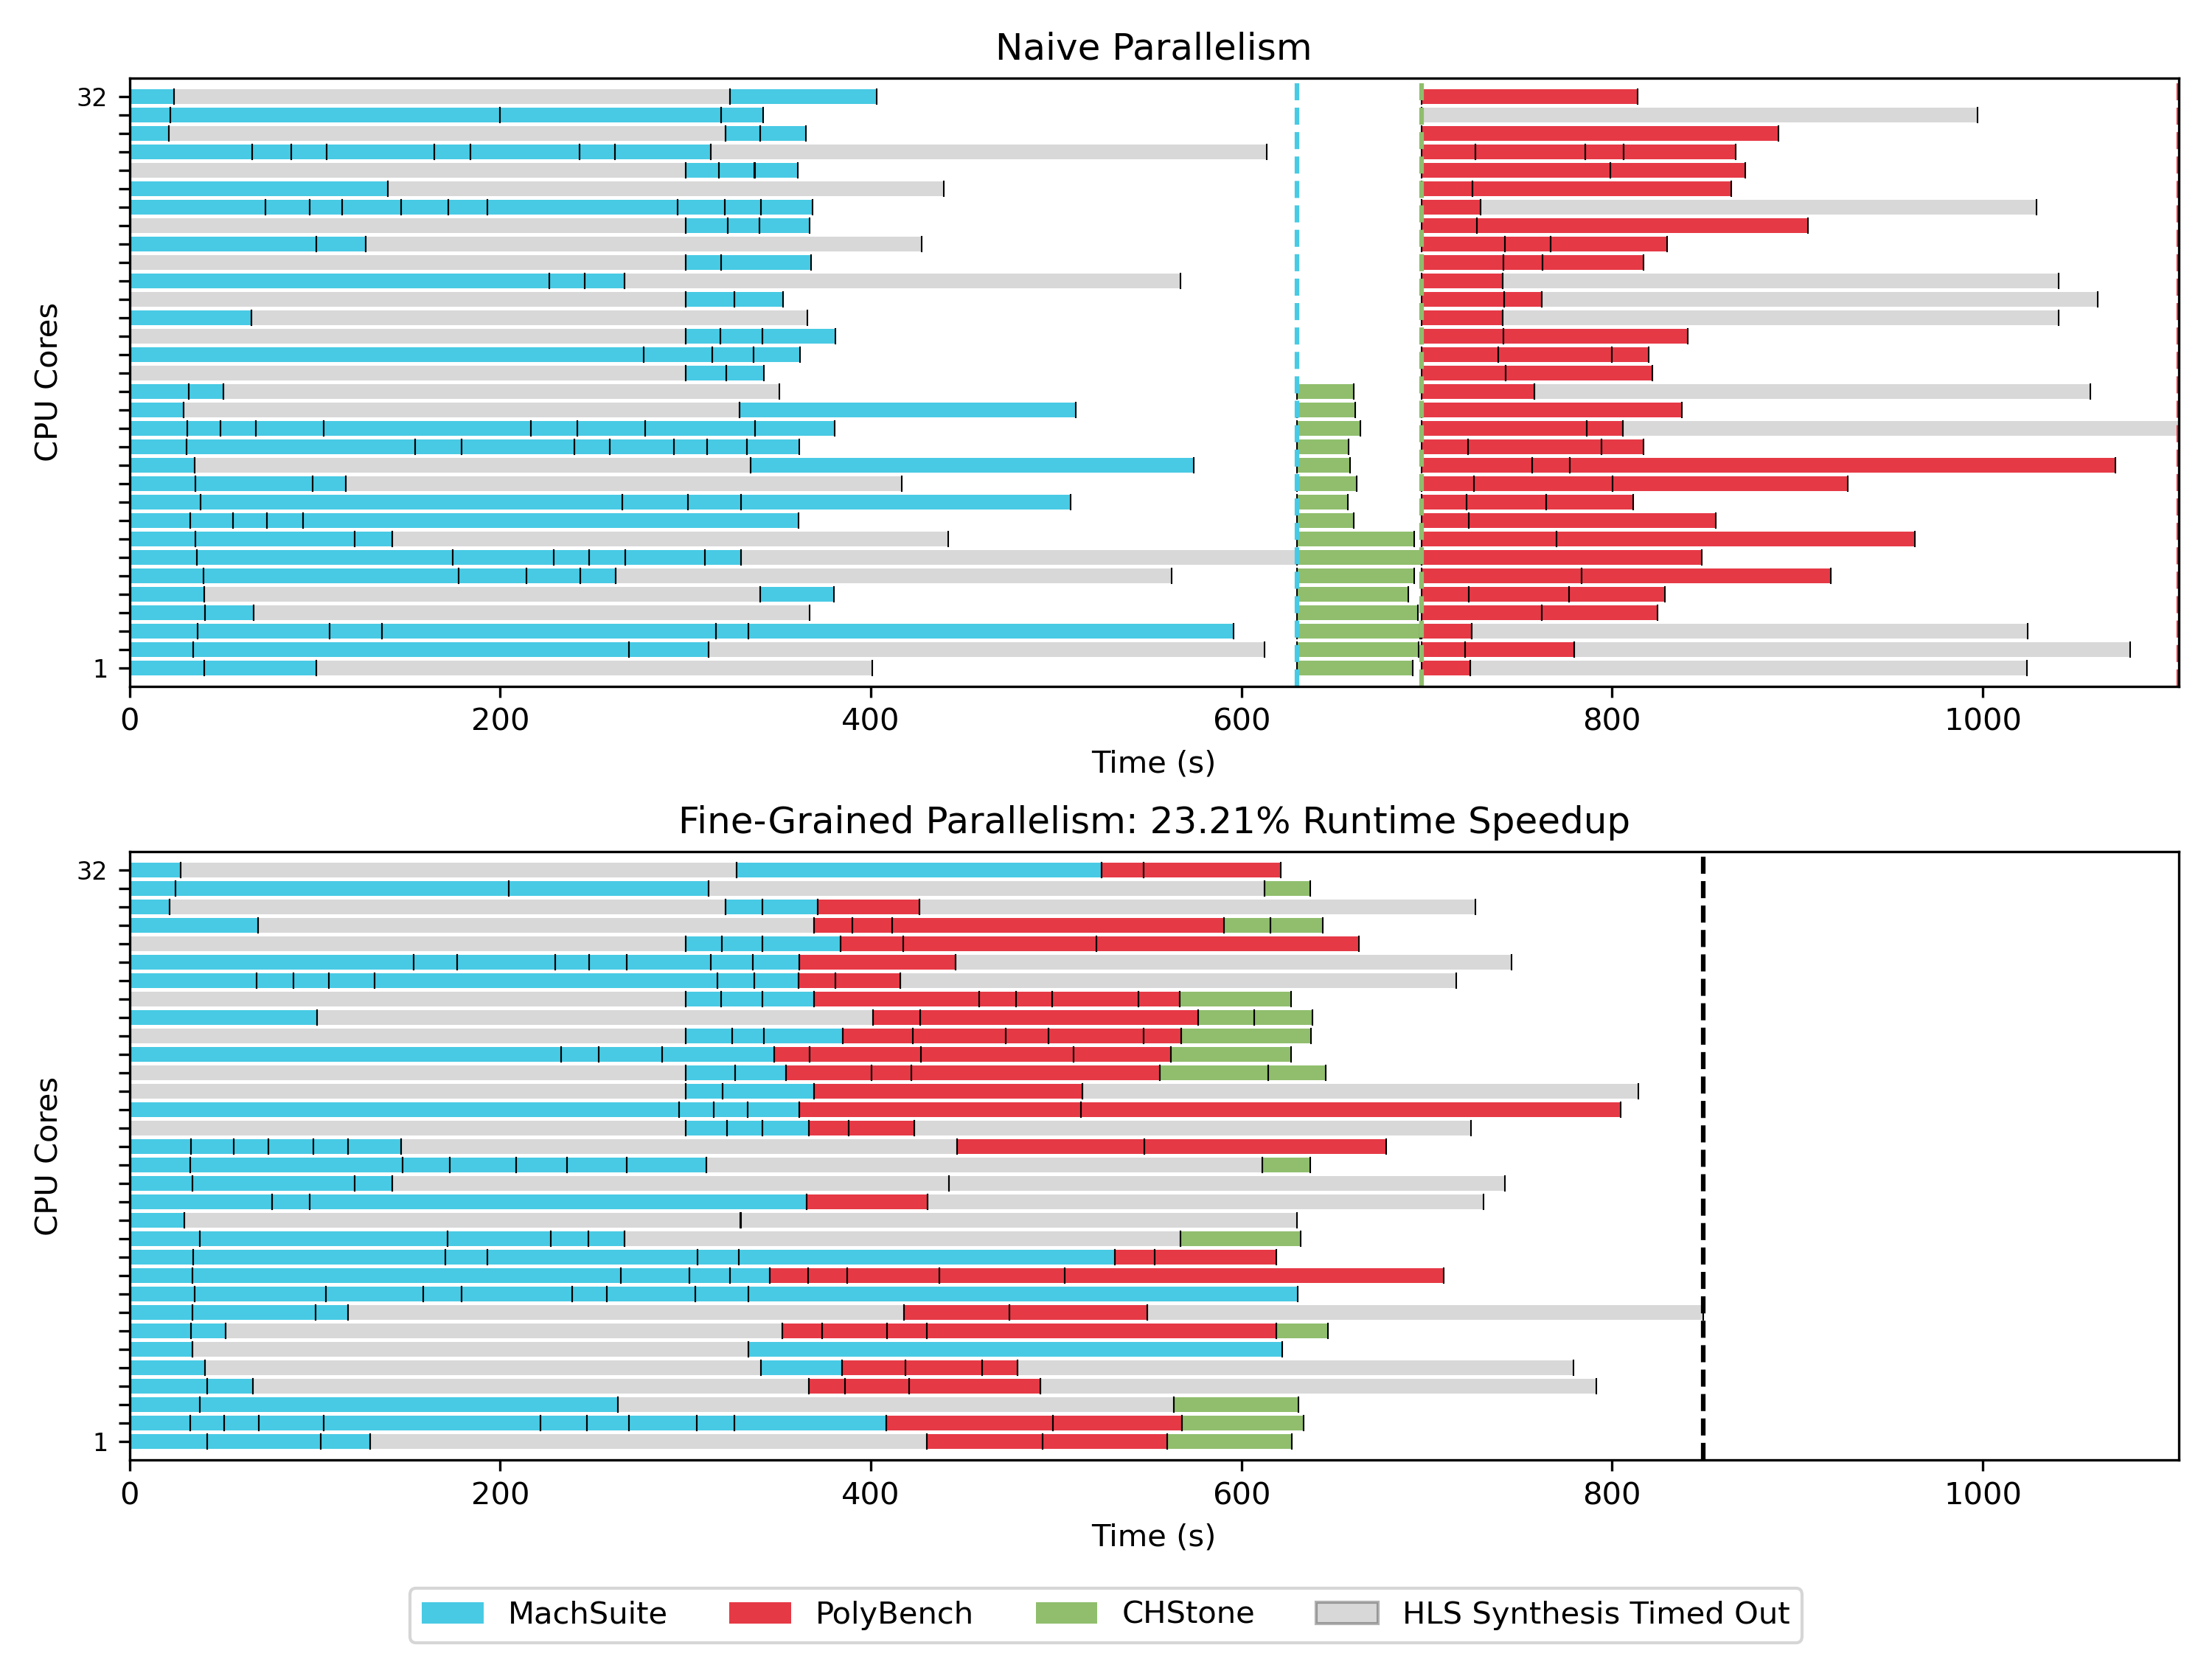 Naive Parallelism
32
CPU Cores
1
0 200 400 600 800 1000
Time (s)
Fine-Grained Parallelism: 23.21% Runtime Speedup
32
CPU Cores
1
0 200 400 600 800 1000
Time (s)
MachSuite PolyBench CHStone HLS Synthesis Timed Out